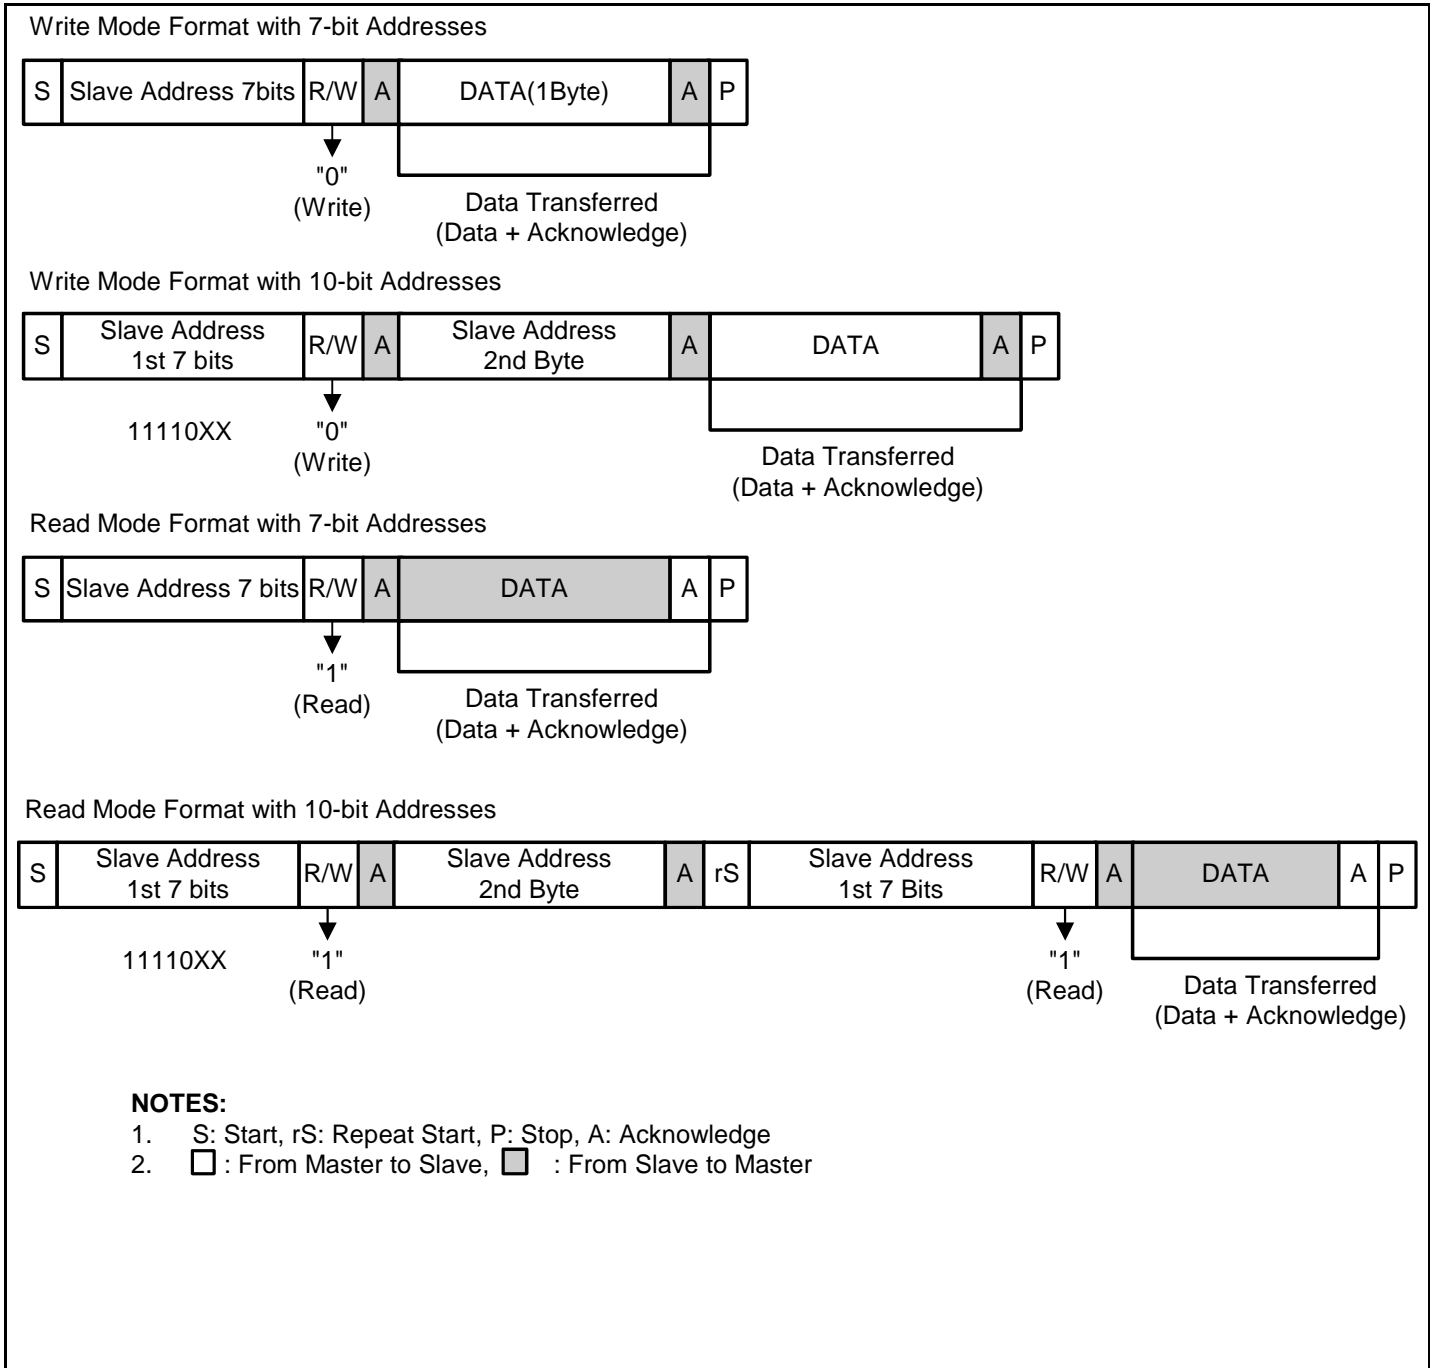 Write Mode Format with 7-bit Addresses
S Slave Address 7bits R/W A DATA(1Byte) A P
"0"
(Write)
Data Transferred
(Data + Acknowledge)
Write Mode Format with 10-bit Addresses
S Slave Address
1st 7 bits R/W A Slave Address
2nd Byte A DATA A P
11110XX "0"
(Write)
Data Transferred
(Data + Acknowledge)
Read Mode Format with 7-bit Addresses
S Slave Address 7 bits R/W A DATA A P
"1"
(Read)
Data Transferred
(Data + Acknowledge)
Read Mode Format with 10-bit Addresses
S Slave Address
1st 7 bits R/W A Slave Address
2nd Byte A rS Slave Address
1st 7 Bits R/W A DATA A P
11110XX "1"
(Read)
"1"
(Read)
Data Transferred
(Data + Acknowledge)
NOTES:
1. S: Start, rS: Repeat Start, P: Stop, A: Acknowledge
2. : From Master to Slave, : From Slave to Master